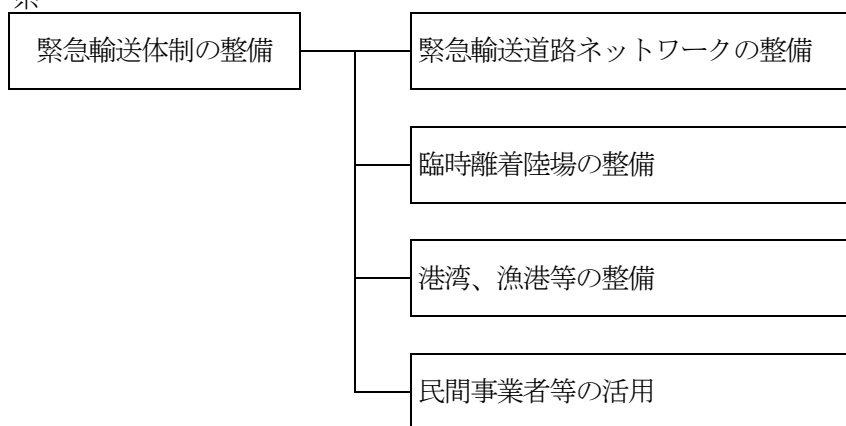 緊急輸送体制の整備
緊急輸送道路ネットワークの整備
臨時離着陸場の整備
港湾、漁港等の整備
民間事業者等の活用